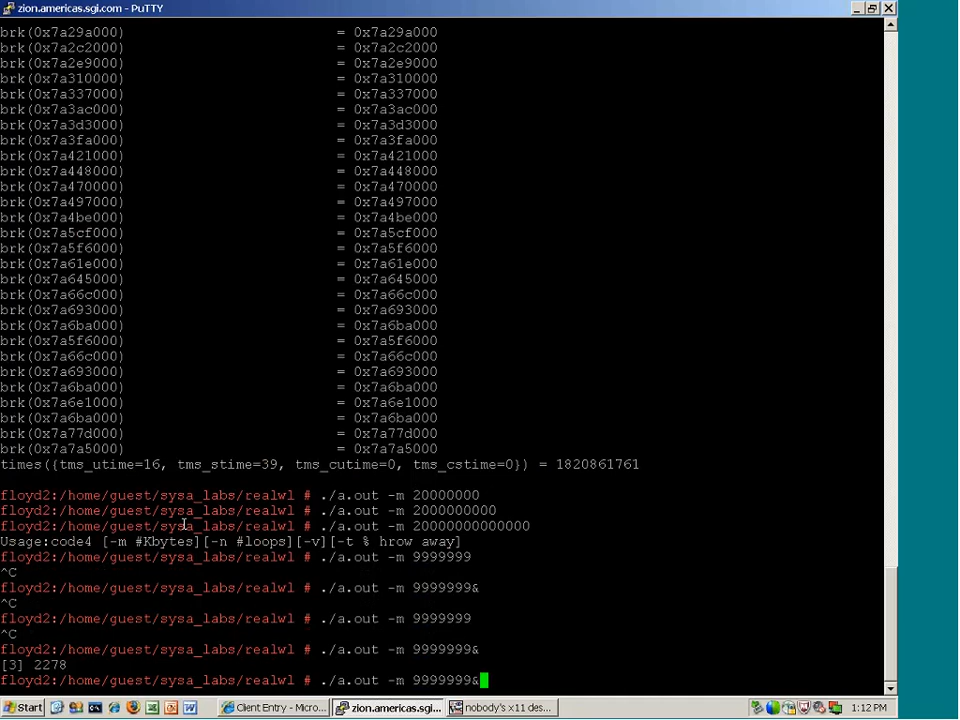 zion.americas.sgi.com - PuTTY
brk(0x7a29a000) = 0x7a29a000
brk(0x7a2c2000) = 0x7a2c2000
brk(0x7a2e9000) = 0x7a2e9000
brk(0x7a310000) = 0x7a310000
brk(0x7a337000) = 0x7a337000
brk(0x7a3ac000) = 0x7a3ac000
brk(0x7a3d3000) = 0x7a3d3000
brk(0x7a3fa000) = 0x7a3fa000
brk(0x7a421000) = 0x7a421000
brk(0x7a448000) = 0x7a448000
brk(0x7a470000) = 0x7a470000
brk(0x7a497000) = 0x7a497000
brk(0x7a4be000) = 0x7a4be000
brk(0x7a5cf000) = 0x7a5cf000
brk(0x7a5f6000) = 0x7a5f6000
brk(0x7a61e000) = 0x7a61e000
brk(0x7a645000) = 0x7a645000
brk(0x7a66c000) = 0x7a66c000
brk(0x7a693000) = 0x7a693000
brk(0x7a6ba000) = 0x7a6ba000
brk(0x7a5f6000) = 0x7a5f6000
brk(0x7a66c000) = 0x7a66c000
brk(0x7a693000) = 0x7a693000
brk(0x7a6ba000) = 0x7a6ba000
brk(0x7a6e1000) = 0x7a6e1000
brk(0x7a6ba000) = 0x7a6ba000
brk(0x7a77d000) = 0x7a77d000
brk(0x7a7a5000) = 0x7a7a5000
times({tms_utime=16, tms_stime=39, tms_cutime=0, tms_cstime=0}) = 1820861761
floyd2:/home/guest/sysa_labs/realwl # ./a.out -m 20000000
floyd2:/home/guest/sysa_labs/realwl # ./a.out -m 2000000000
floyd2:/home/guest/sysa_labs/realwl # ./a.out -m 20000000000000
Usage:code4 [-m #Kbytes][-n #loops][-v][-t % hrow away]
floyd2:/home/guest/sysa_labs/realwl # ./a.out -m 9999999
^C
floyd2:/home/guest/sysa_labs/realwl # ./a.out -m 9999999&
^C
floyd2:/home/guest/sysa_labs/realwl # ./a.out -m 9999999
^C
floyd2:/home/guest/sysa_labs/realwl # ./a.out -m 9999999&
[3] 2278
floyd2:/home/guest/sysa_labs/realwl # ./a.out -m 9999999&
Start Client Entry - Micro... zion.americas.sgi... nobody's x11 des... 1:12 PM